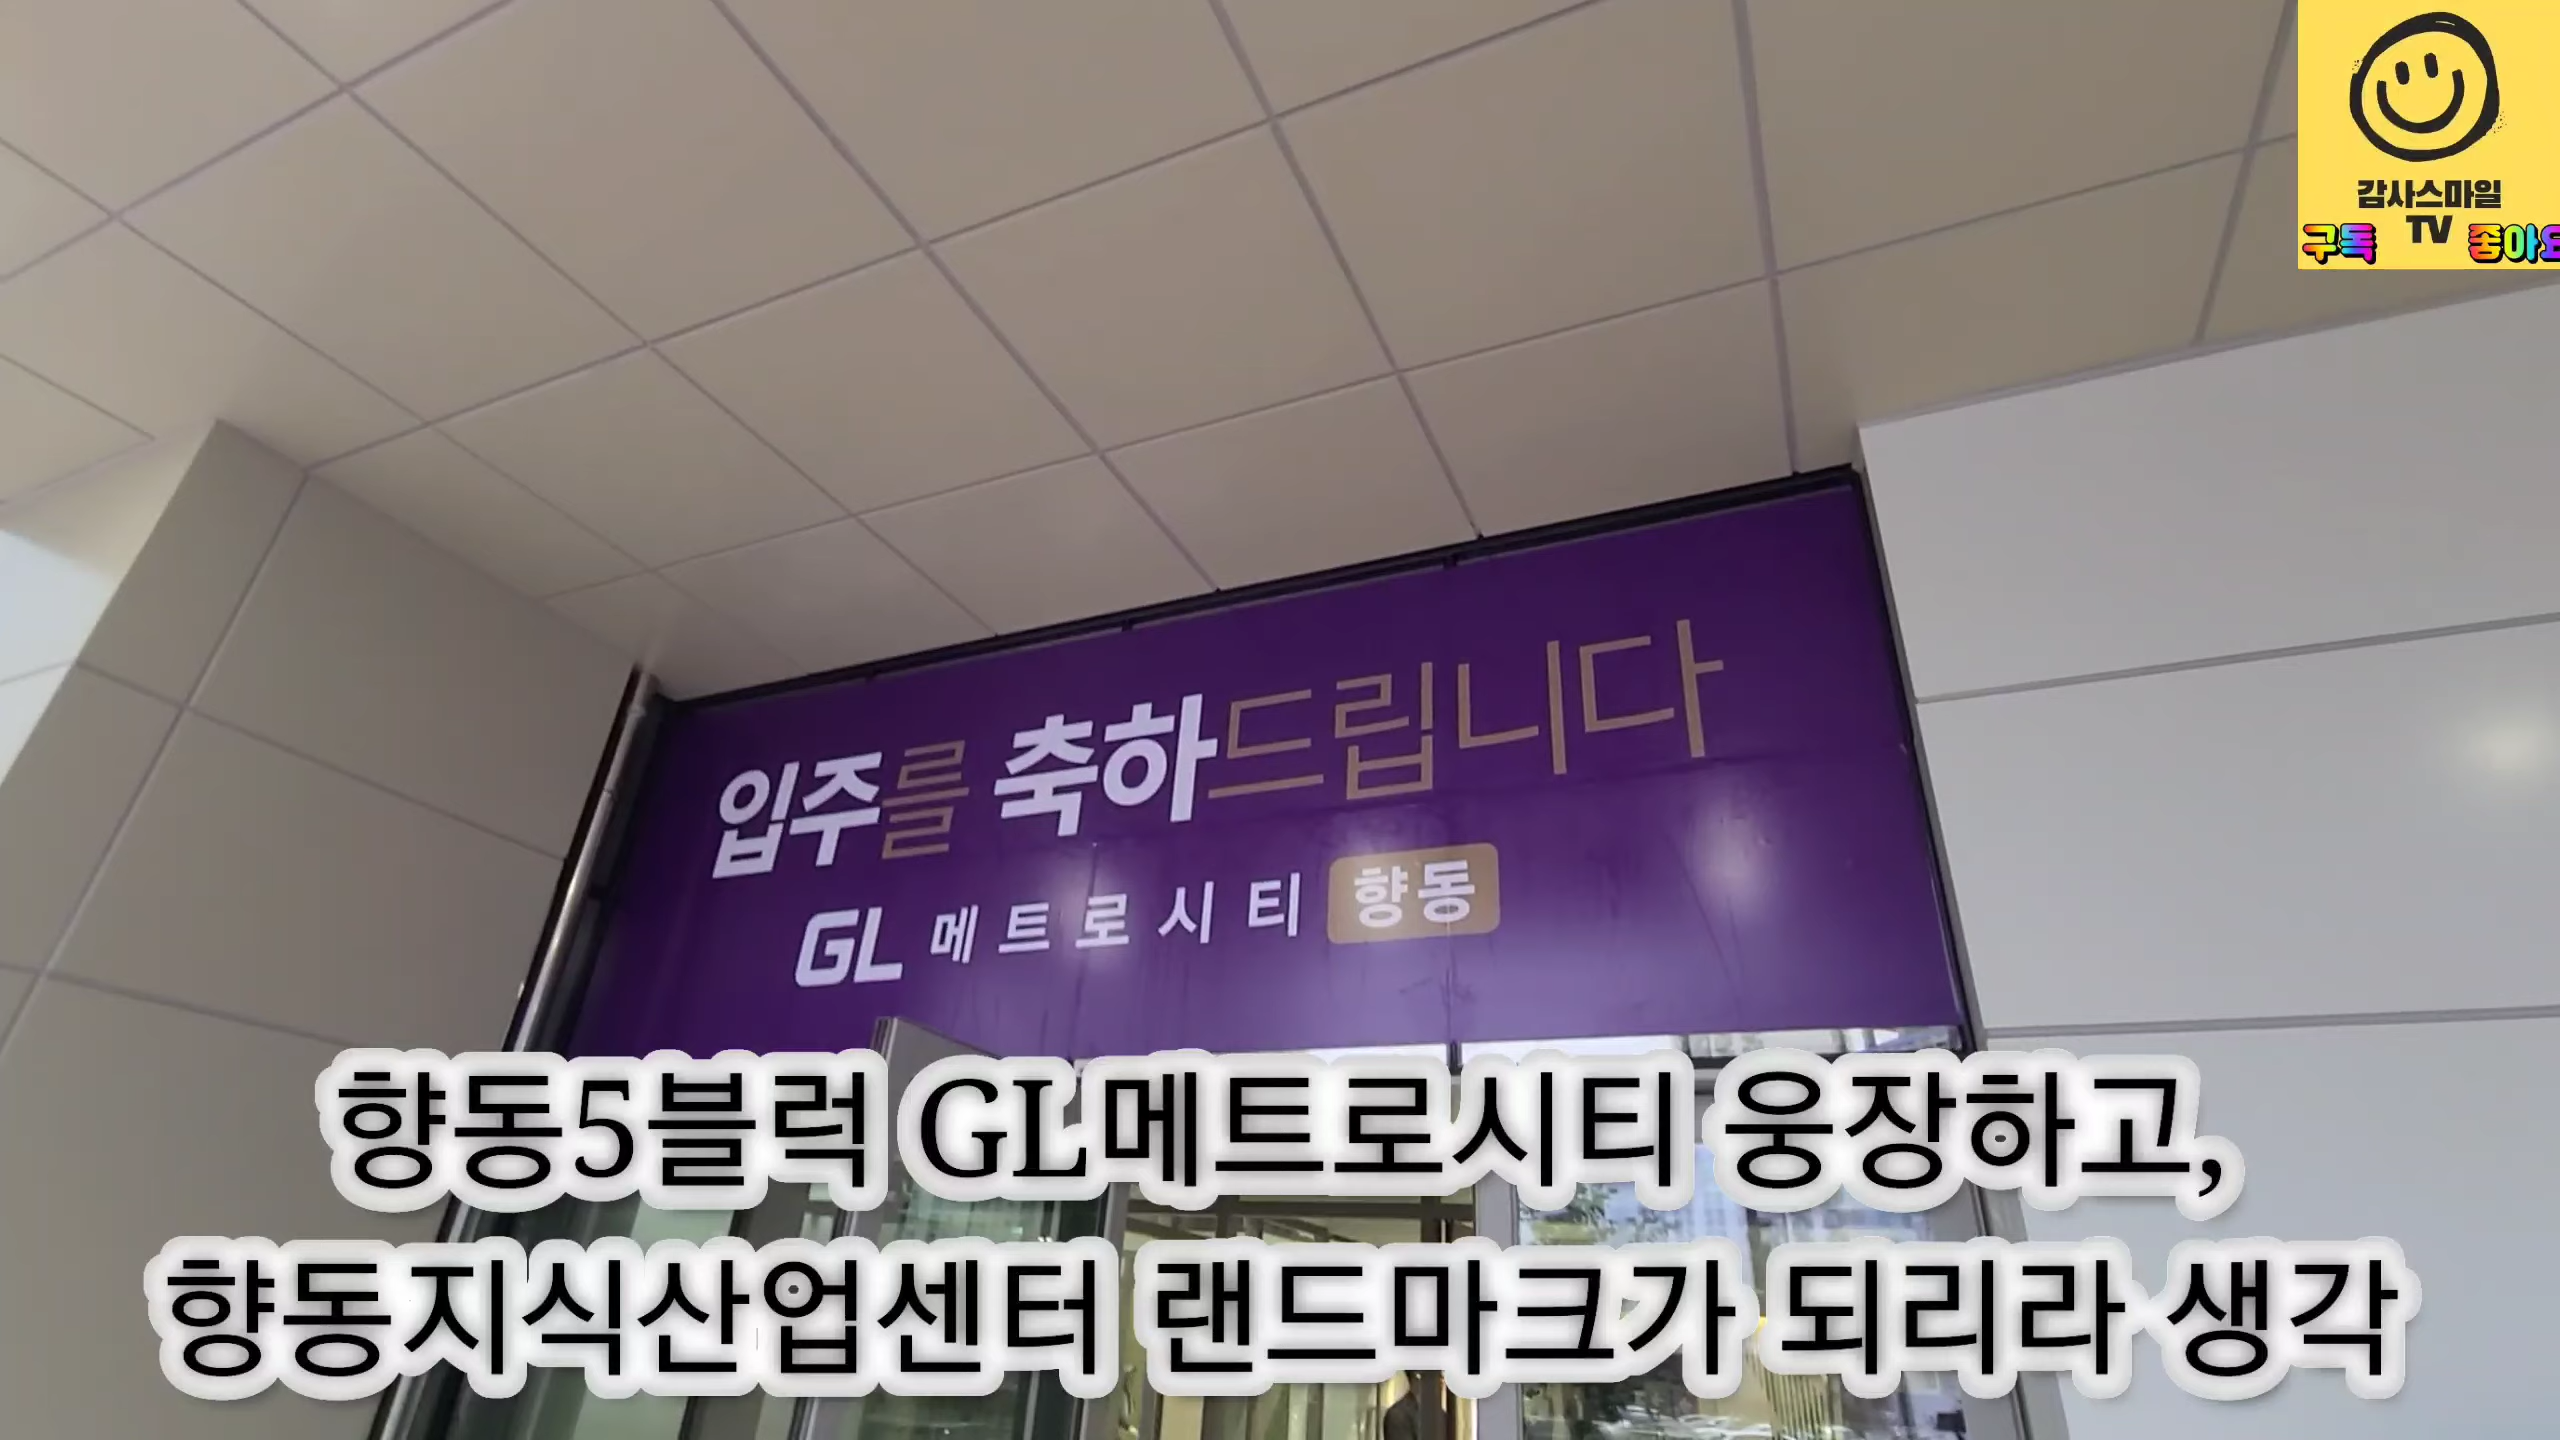 감사스마일
TV
구독 좋아요
입주를 축하드립니다
GL 메트로시티 향동
향동5블럭 GL메트로시티 웅장하고,
향동지식산업센터 랜드마크가 되리라 생각